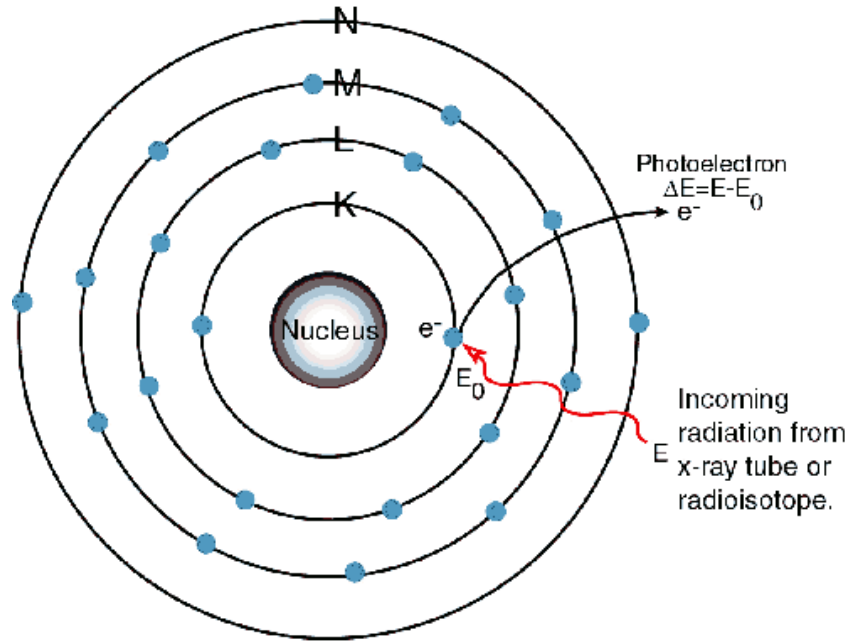 N
M
L
K
Photoelectron
ΔE=E-E₀
e⁻
Nucleus
e⁻
E₀
E
Incoming
radiation from
x-ray tube or
radioisotope.